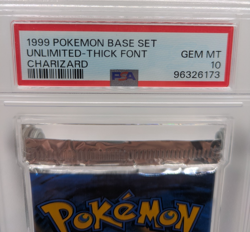 1999 POKEMON BASE SET
UNLIMITED-THICK FONT GEM MT
CHARIZARD 10
PSA 96326173
POKéMON